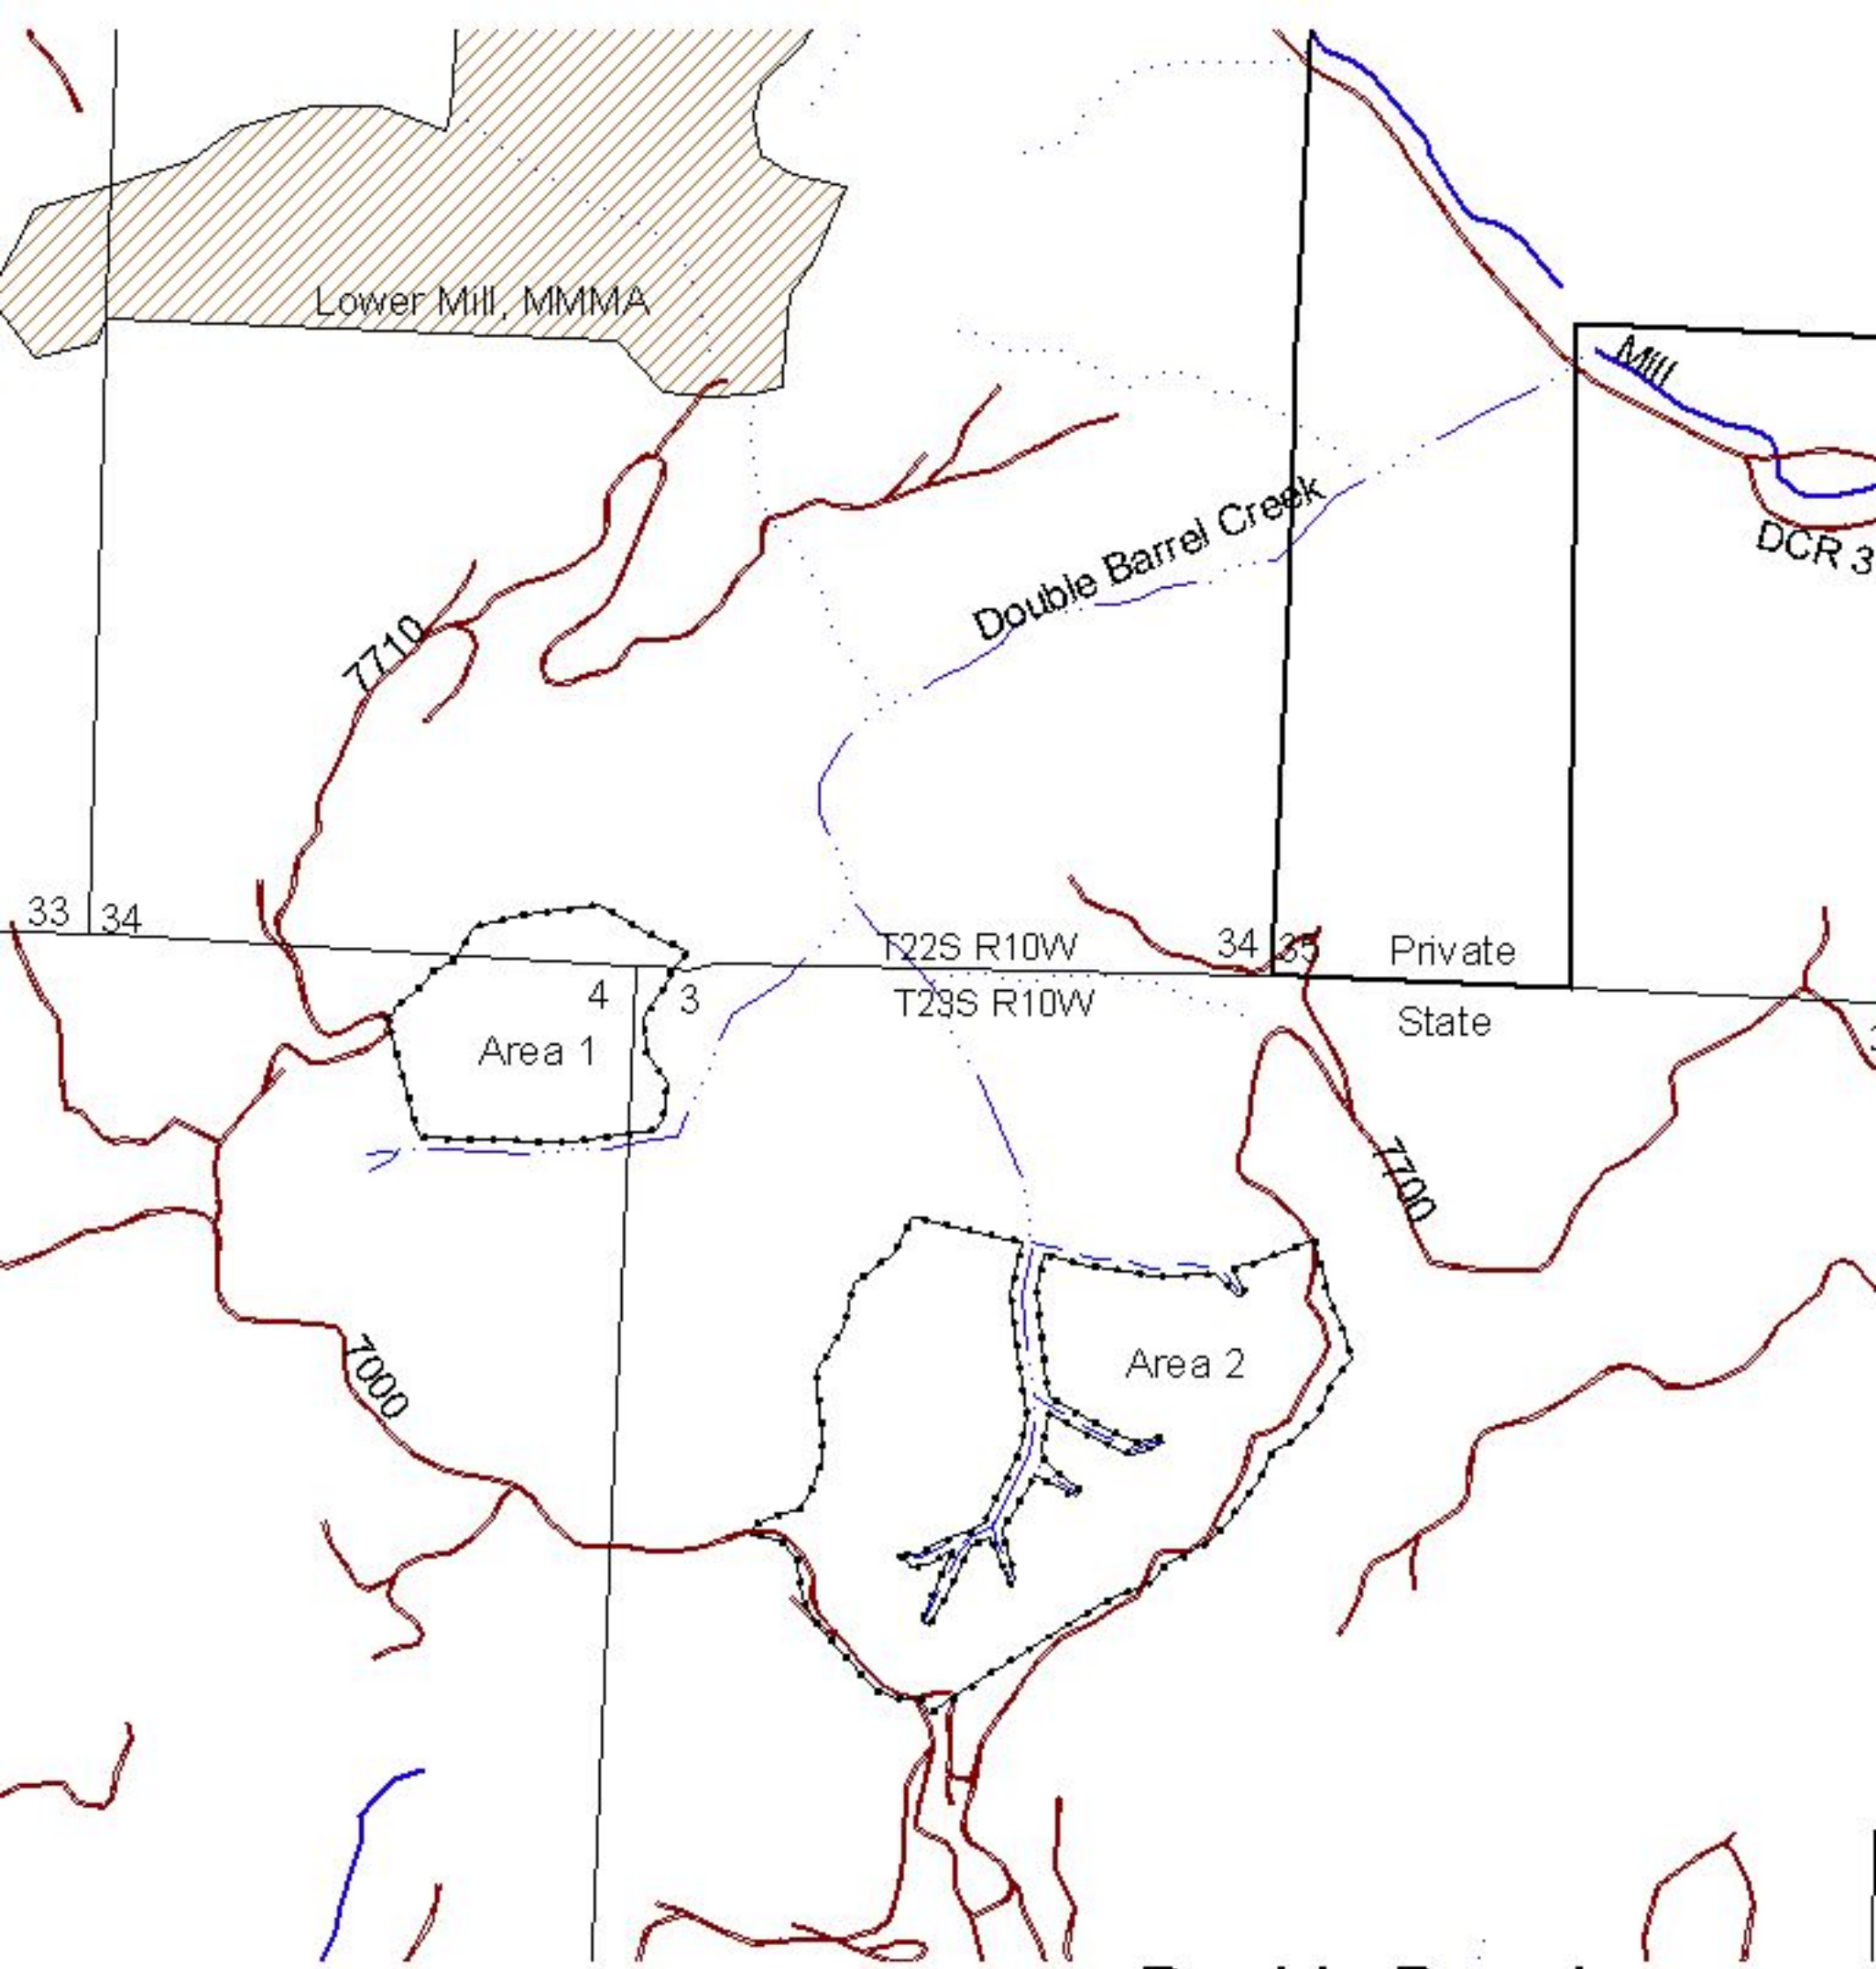 Lower Mill, MMMA
Mill
DCR 3
Double Barrel Creek
7710
33
34
T22S R10W
34
35
Private
4
3
T23S R10W
State
Area 1
7700
Area 2
7000